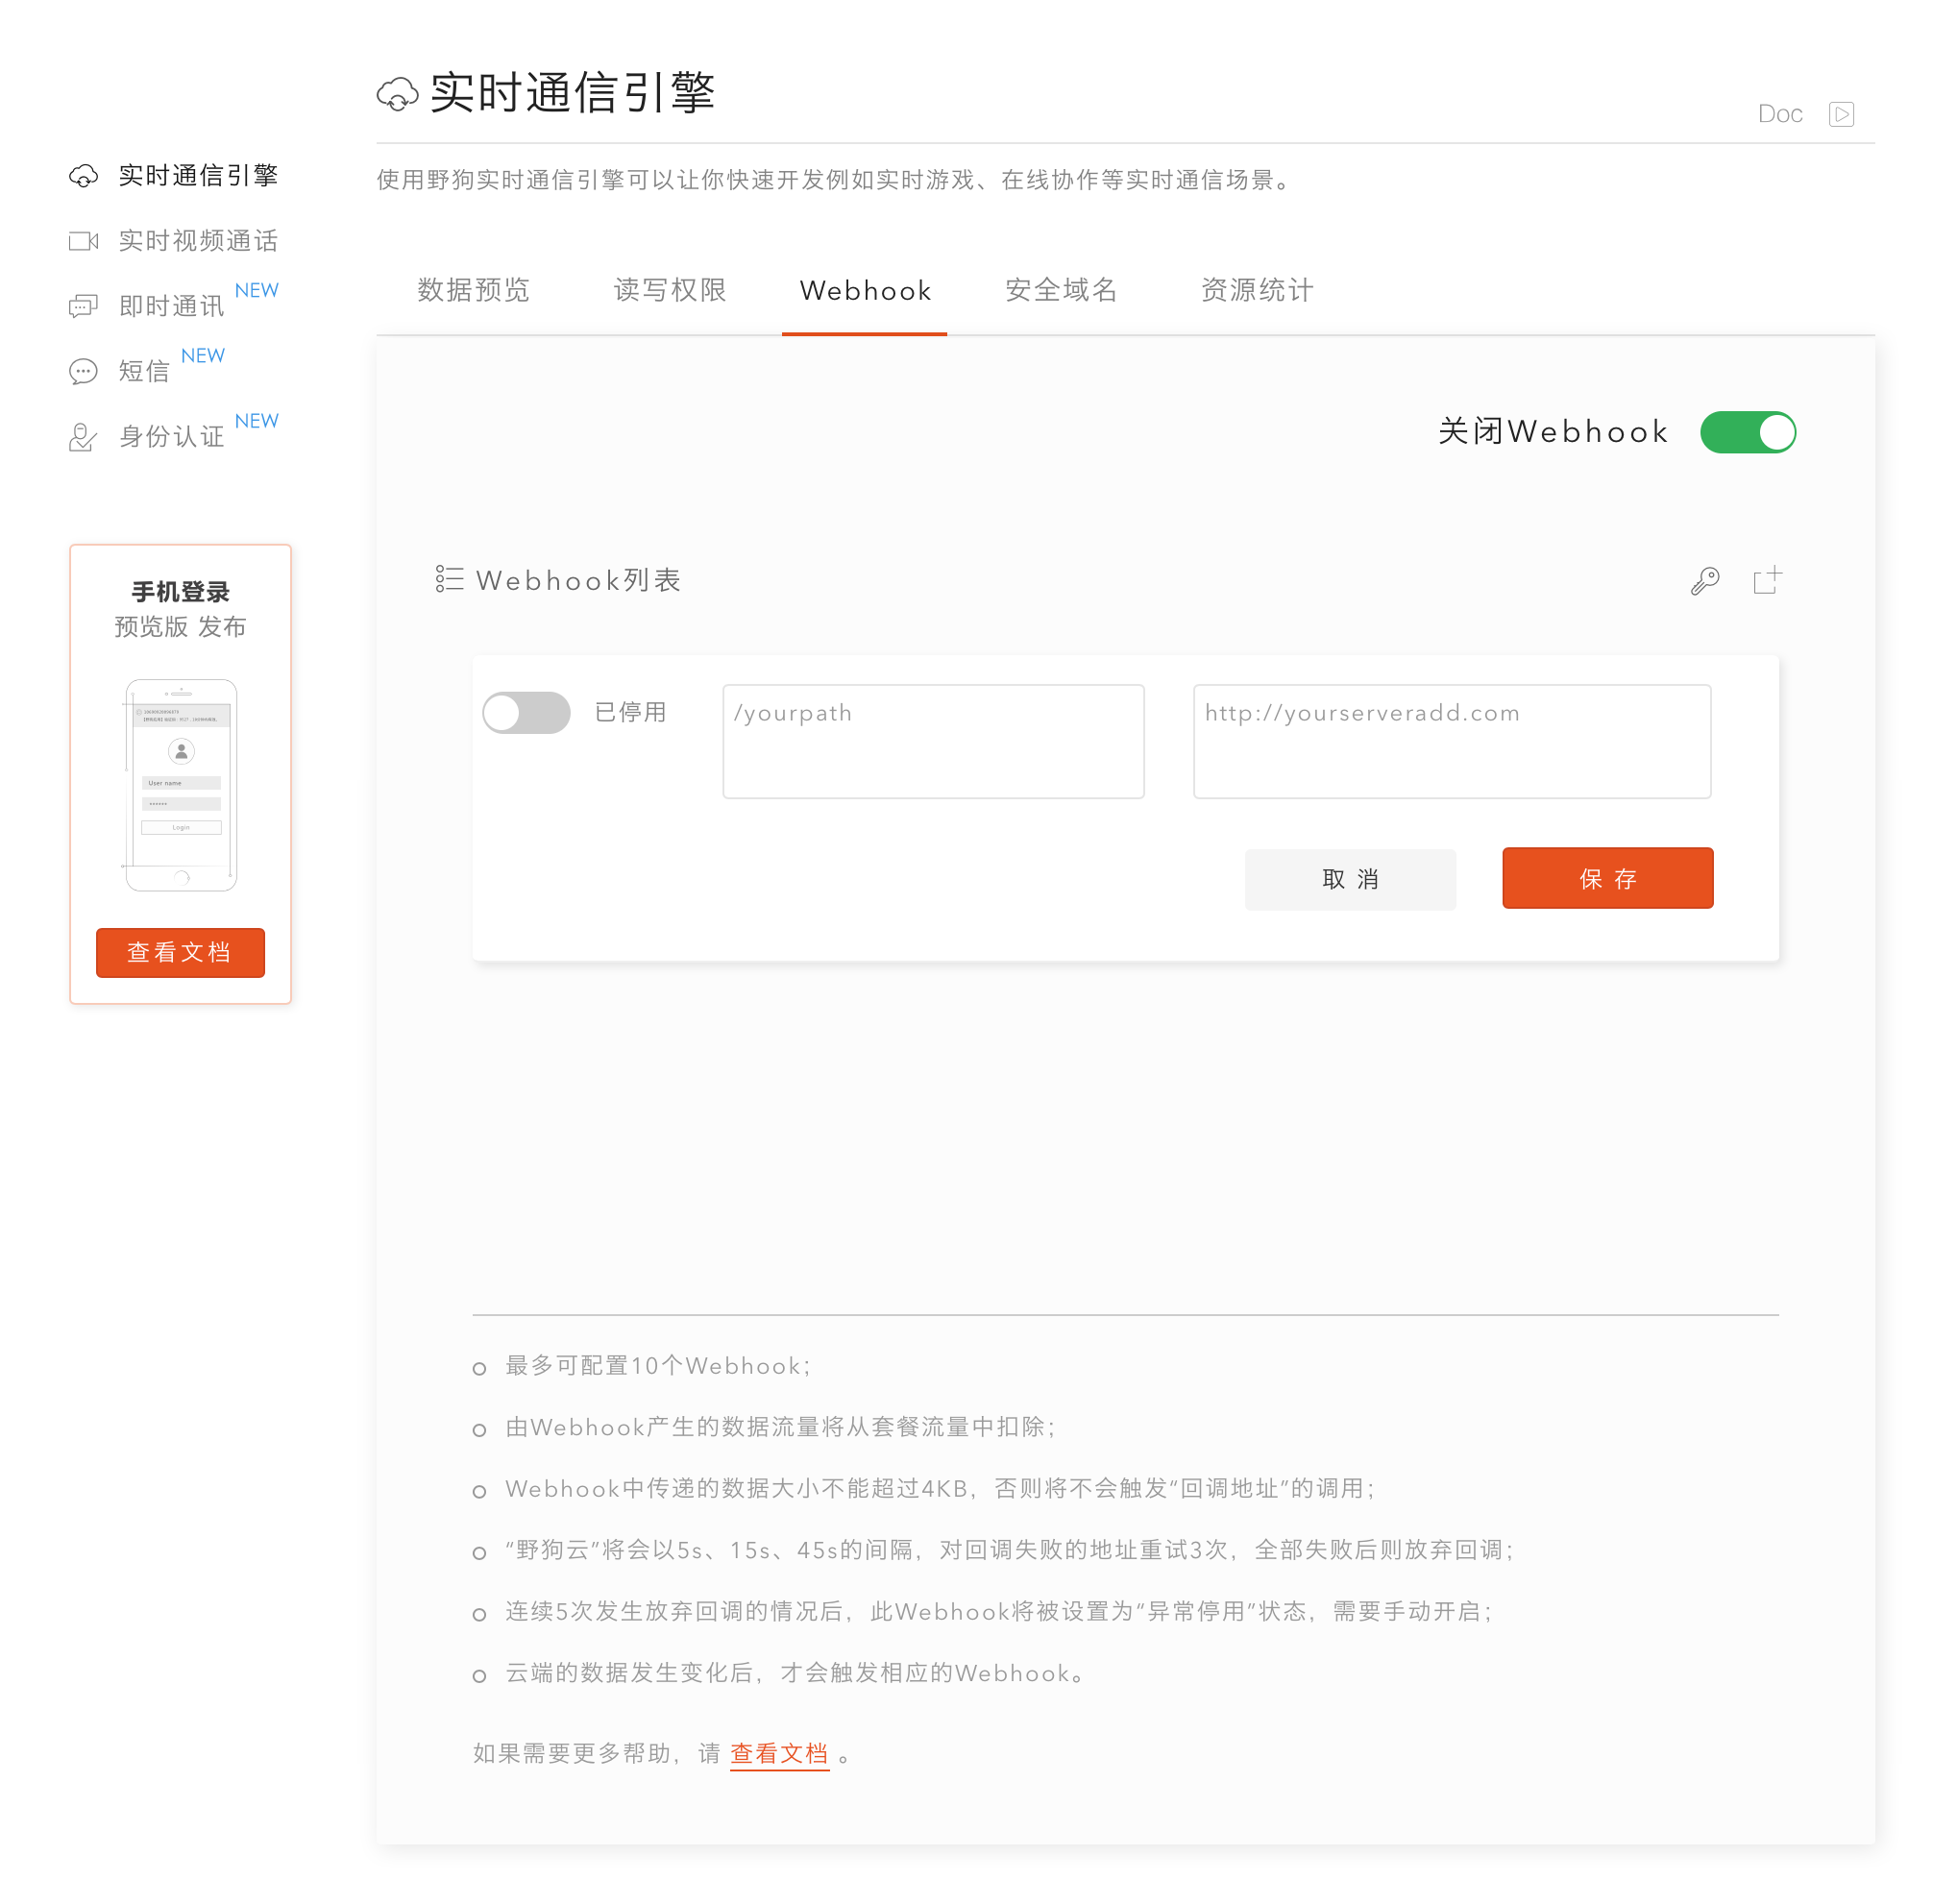 实时通信引擎
Doc
使用野狗实时通信引擎可以让你快速开发例如实时游戏、在线协作等实时通信场景。
实时通信引擎
实时视频通话
即时通讯 NEW
短信 NEW
身份认证 NEW
手机登录
预览版 发布
User name
******
Login
查看文档
数据预览 读写权限 Webhook 安全域名 资源统计
关闭Webhook
Webhook列表
已停用 /yourpath http://yourserveradd.com
取 消 保 存
最多可配置10个Webhook；
由Webhook产生的数据流量将从套餐流量中扣除；
Webhook中传递的数据大小不能超过4KB，否则将不会触发“回调地址”的调用；
“野狗云”将会以5s、15s、45s的间隔，对回调失败的地址重试3次，全部失败后则放弃回调；
连续5次发生放弃回调的情况后，此Webhook将被设置为“异常停用”状态，需要手动开启；
云端的数据发生变化后，才会触发相应的Webhook。
如果需要更多帮助，请 查看文档 。